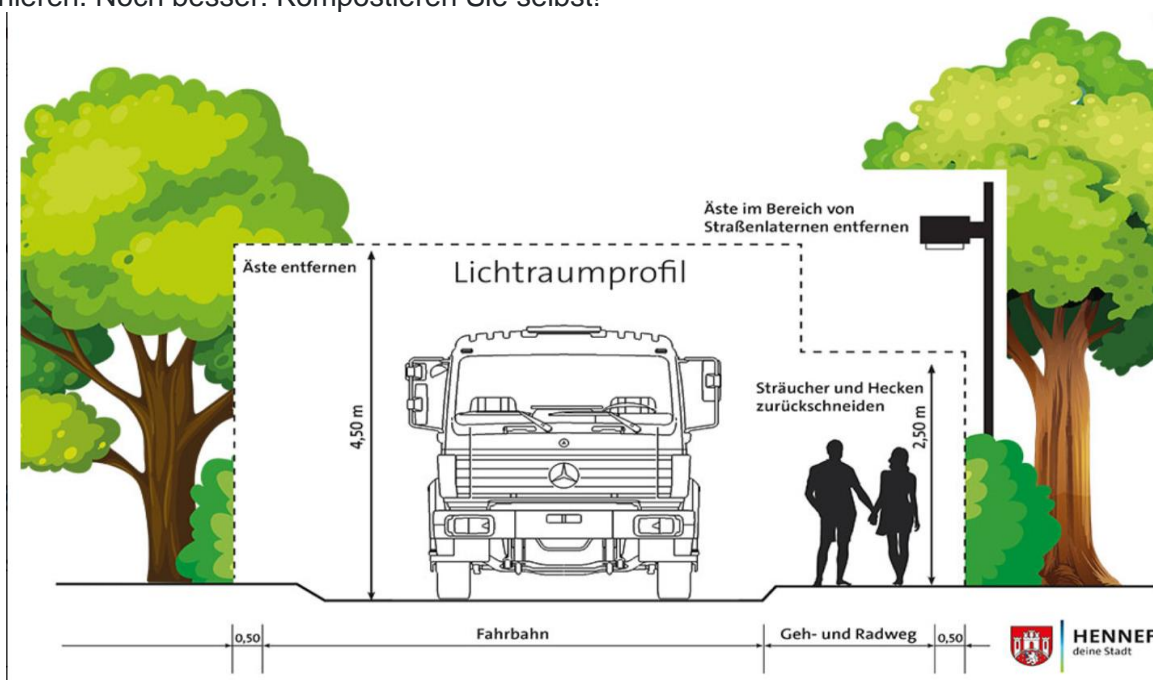 nieren. Noch besser: Kompostieren Sie selbst!
Äste im Bereich von
Straßenlaternen entfernen
Äste entfernen
Lichtraumprofil
Sträucher und Hecken
zurückschneiden
4,50 m
2,50 m
0,50
Fahrbahn
Geh- und Radweg
0,50
HENNEF
deine Stadt